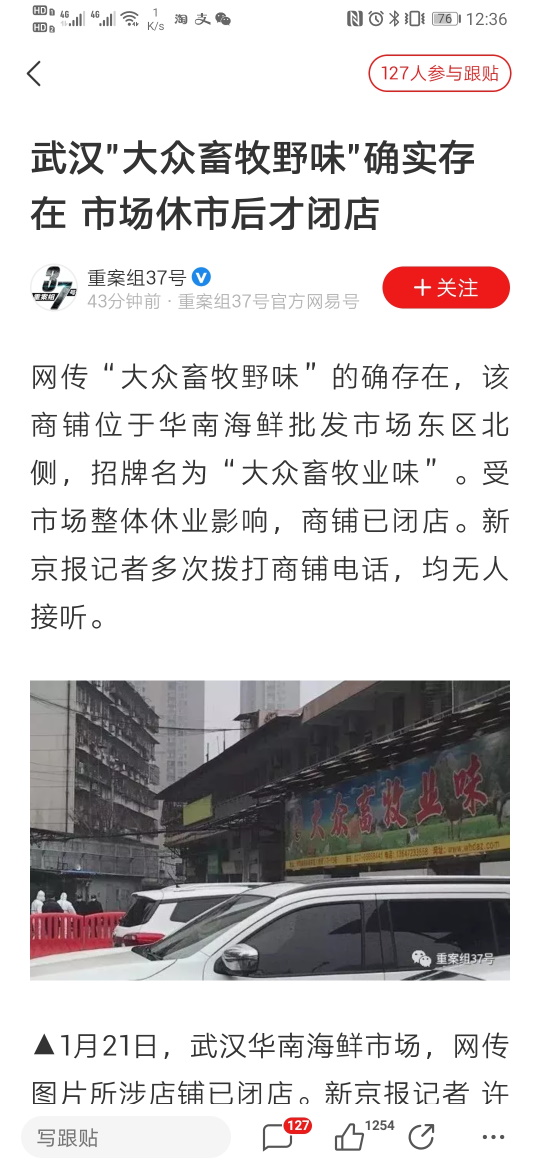 HD 1 4G 4G 1 K/s 淘 支 76 12:36
HD 2
127人参与跟贴
武汉"大众畜牧野味"确实存
在 市场休市后才闭店
37
重案组37号
重案组37号
43分钟前 · 重案组37号官方网易号
＋关注
网传“大众畜牧野味”的确存在，该
商铺位于华南海鲜批发市场东区北
侧，招牌名为“大众畜牧业味”。受
市场整体休业影响，商铺已闭店。新
京报记者多次拨打商铺电话，均无人
接听。
大众畜牧业味
重案组37号
▲1月21日，武汉华南海鲜市场，网传
图片所涉店铺已闭店。新京报记者 许
写跟贴
127
1254